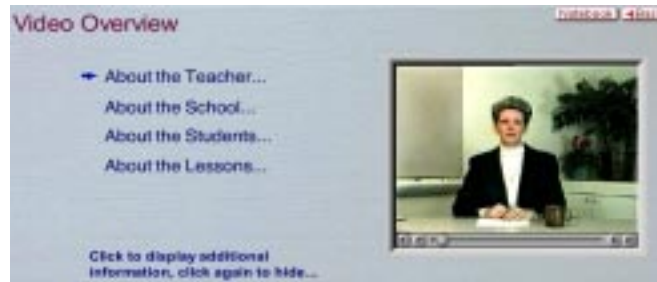 Video Overview
Notebook
About the Teacher...
About the School...
About the Students...
About the Lessons...
Click to display additional
information, click again to hide...